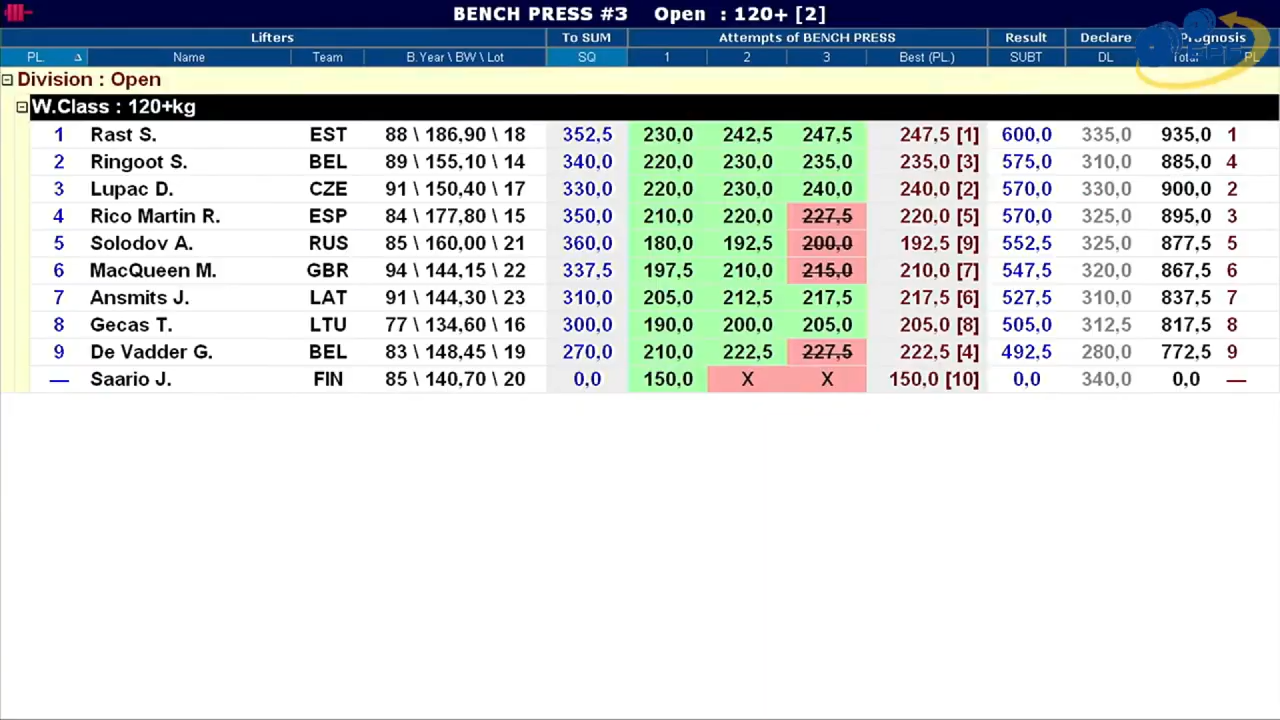 BENCH PRESS #3 Open : 120+ [2]
Lifters To SUM Attempts of BENCH PRESS Result Declare Prognosis
PL. Name Team B.Year \ BW \ Lot SQ 1 2 3 Best (PL.) SUBT DL Total PL
Division : Open
W.Class : 120+kg
1 Rast S. EST 88 \ 186,90 \ 18 352,5 230,0 242,5 247,5 247,5 [1] 600,0 335,0 935,0 1
2 Ringoot S. BEL 89 \ 155,10 \ 14 340,0 220,0 230,0 235,0 235,0 [3] 575,0 310,0 885,0 4
3 Lupac D. CZE 91 \ 150,40 \ 17 330,0 220,0 230,0 240,0 240,0 [2] 570,0 330,0 900,0 2
4 Rico Martin R. ESP 84 \ 177,80 \ 15 350,0 210,0 220,0 227,5 220,0 [5] 570,0 325,0 895,0 3
5 Solodov A. RUS 85 \ 160,00 \ 21 360,0 180,0 192,5 200,0 192,5 [9] 552,5 325,0 877,5 5
6 MacQueen M. GBR 94 \ 144,15 \ 22 337,5 197,5 210,0 215,0 210,0 [7] 547,5 320,0 867,5 6
7 Ansmits J. LAT 91 \ 144,30 \ 23 310,0 205,0 212,5 217,5 217,5 [6] 527,5 310,0 837,5 7
8 Gecas T. LTU 77 \ 134,60 \ 16 300,0 190,0 200,0 205,0 205,0 [8] 505,0 312,5 817,5 8
9 De Vadder G. BEL 83 \ 148,45 \ 19 270,0 210,0 222,5 227,5 222,5 [4] 492,5 280,0 772,5 9
— Saario J. FIN 85 \ 140,70 \ 20 0,0 150,0 X X 150,0 [10] 0,0 340,0 0,0 —